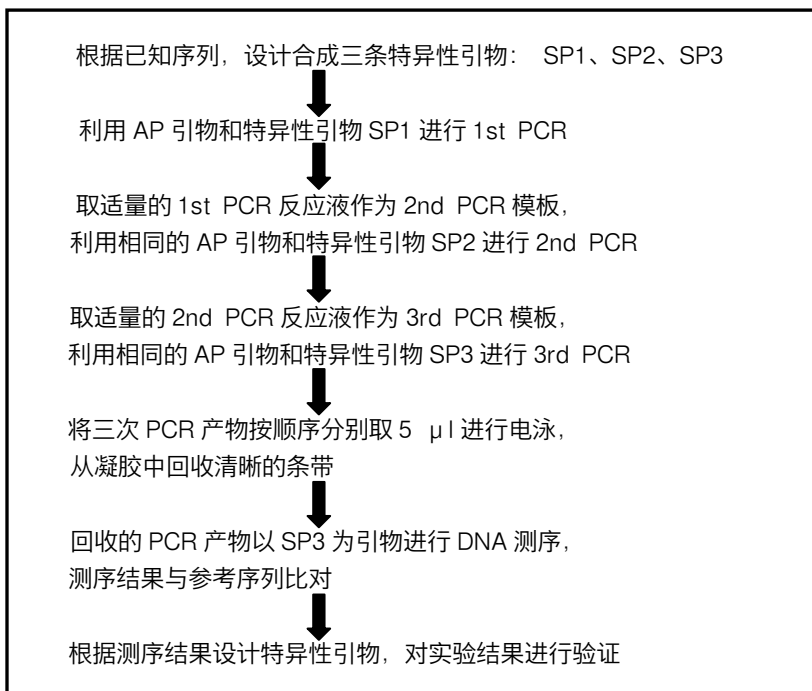 根据已知序列，设计合成三条特异性引物： SP1、SP2、SP3
利用 AP 引物和特异性引物 SP1 进行 1st PCR
取适量的 1st PCR 反应液作为 2nd PCR 模板，
利用相同的 AP 引物和特异性引物 SP2 进行 2nd PCR
取适量的 2nd PCR 反应液作为 3rd PCR 模板，
利用相同的 AP 引物和特异性引物 SP3 进行 3rd PCR
将三次 PCR 产物按顺序分别取 5 μl 进行电泳，
从凝胶中回收清晰的条带
回收的 PCR 产物以 SP3 为引物进行 DNA 测序，
测序结果与参考序列比对
根据测序结果设计特异性引物，对实验结果进行验证